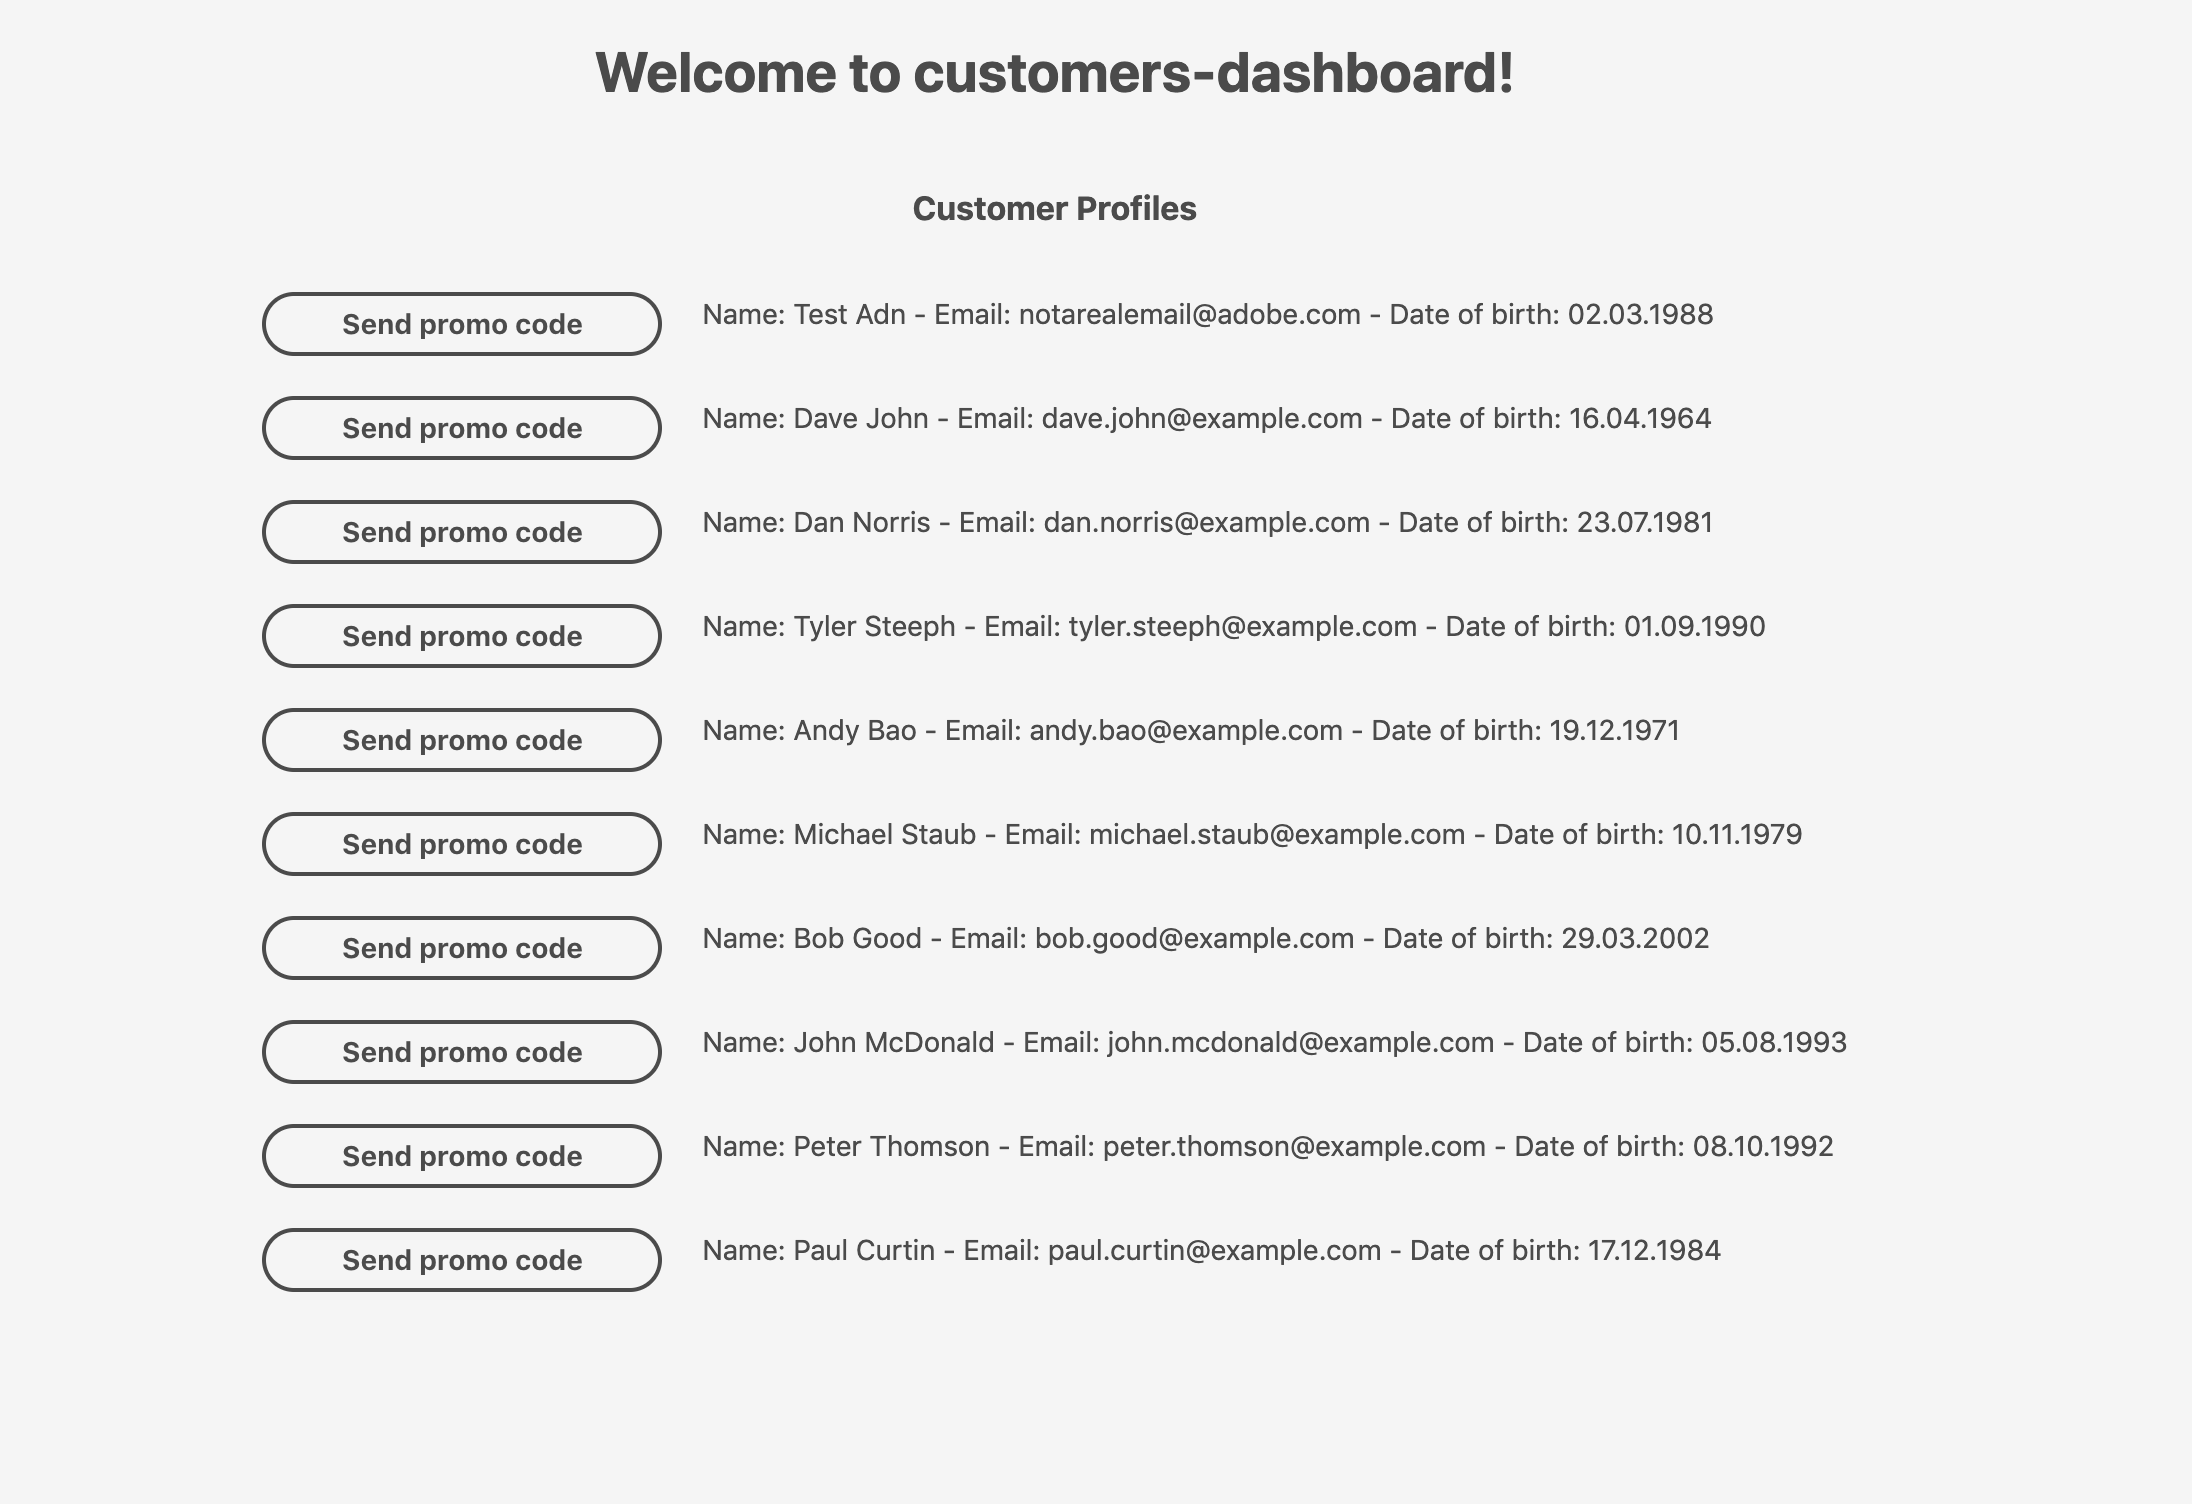 Welcome to customers-dashboard!
Customer Profiles
Send promo code Name: Test Adn - Email: notarealemail@adobe.com - Date of birth: 02.03.1988
Send promo code Name: Dave John - Email: dave.john@example.com - Date of birth: 16.04.1964
Send promo code Name: Dan Norris - Email: dan.norris@example.com - Date of birth: 23.07.1981
Send promo code Name: Tyler Steeph - Email: tyler.steeph@example.com - Date of birth: 01.09.1990
Send promo code Name: Andy Bao - Email: andy.bao@example.com - Date of birth: 19.12.1971
Send promo code Name: Michael Staub - Email: michael.staub@example.com - Date of birth: 10.11.1979
Send promo code Name: Bob Good - Email: bob.good@example.com - Date of birth: 29.03.2002
Send promo code Name: John McDonald - Email: john.mcdonald@example.com - Date of birth: 05.08.1993
Send promo code Name: Peter Thomson - Email: peter.thomson@example.com - Date of birth: 08.10.1992
Send promo code Name: Paul Curtin - Email: paul.curtin@example.com - Date of birth: 17.12.1984